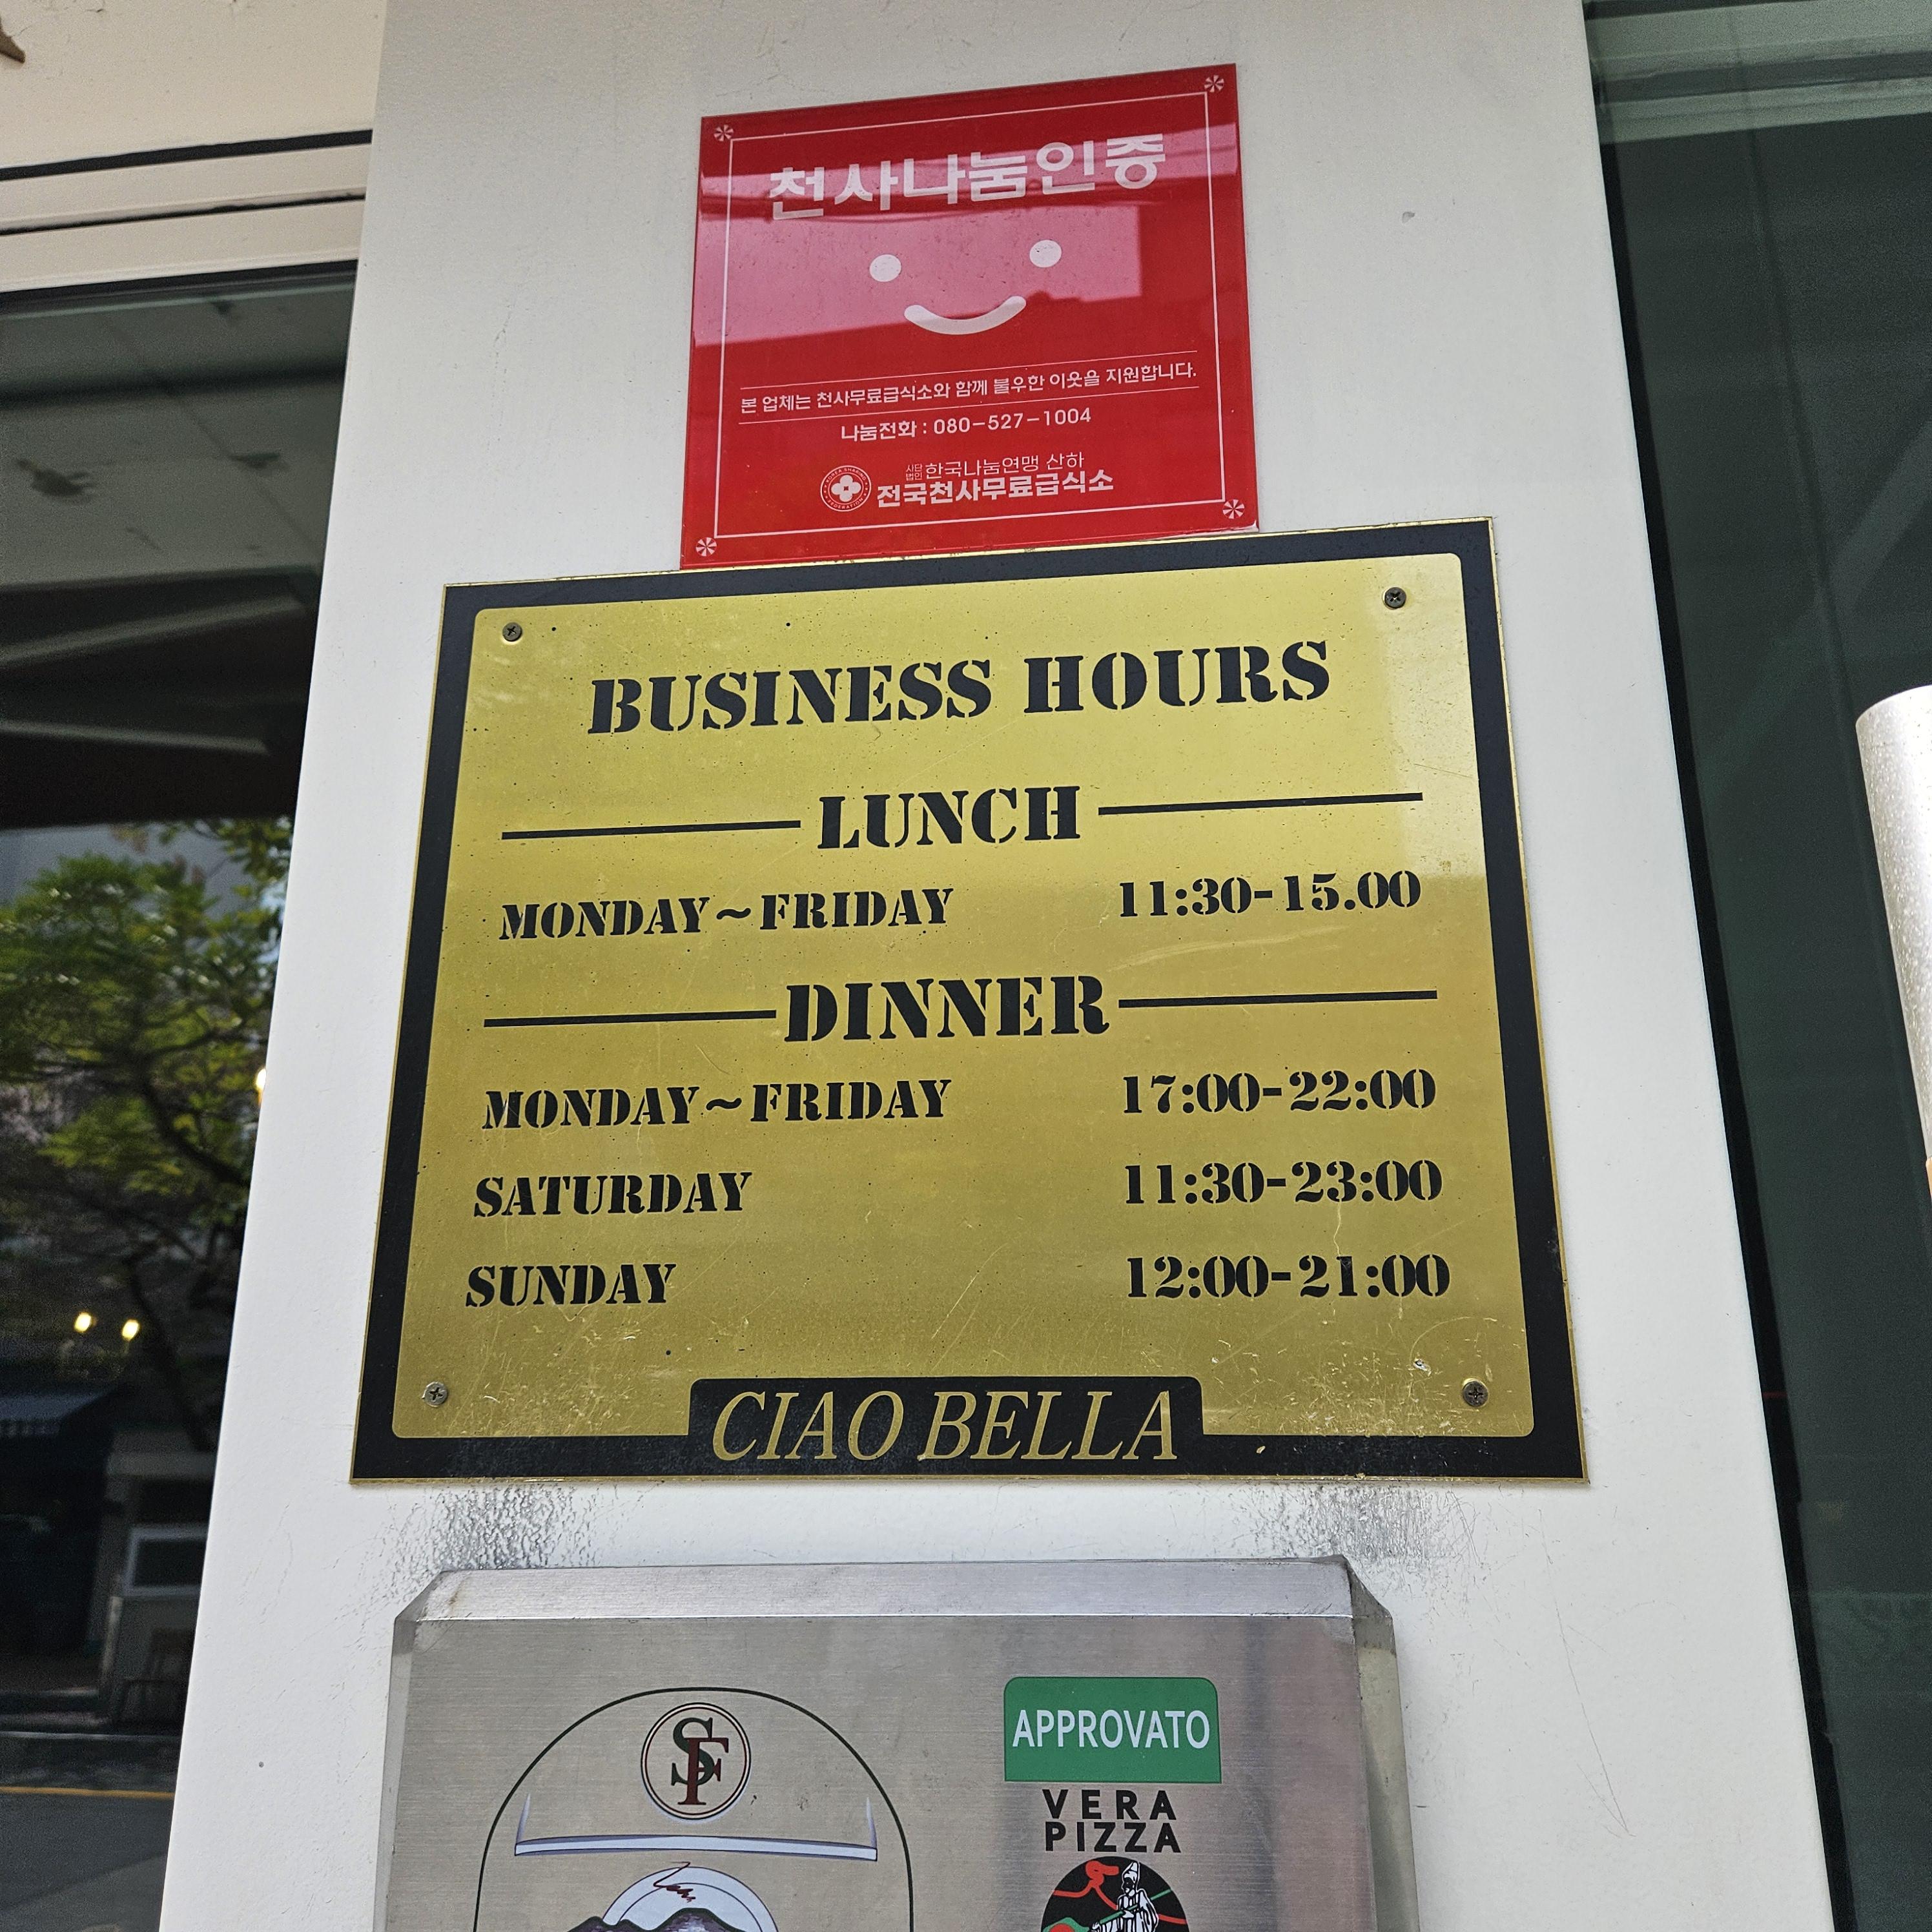 천사나눔인증
본 업체는 천사무료급식소와 함께 불우한 이웃을 지원합니다.
나눔전화 : 080-527-1004
사단법인 한국나눔연맹 산하
전국천사무료급식소
BUSINESS HOURS
LUNCH
MONDAY~FRIDAY 11:30-15.00
DINNER
MONDAY~FRIDAY 17:00-22:00
SATURDAY 11:30-23:00
SUNDAY 12:00-21:00
CIAO BELLA
SF
APPROVATO
VERA
PIZZA